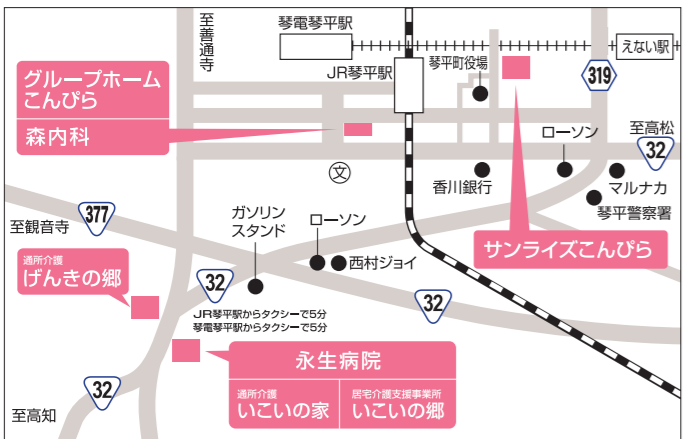 至善通寺
琴電琴平駅
えない駅
JR琴平駅
琴平町役場
319
グループホーム
こんぴら
森内科
ローソン
至高松
32
文
香川銀行
マルナカ
琴平警察署
377
至観音寺
ガソリン
スタンド
ローソン
西村ジョイ
サンライズこんぴら
通所介護
げんきの郷
32
32
JR琴平駅からタクシーで5分
琴電琴平駅からタクシーで5分
永生病院
通所介護
いこいの家
居宅介護支援事業所
いこいの郷
32
至高知